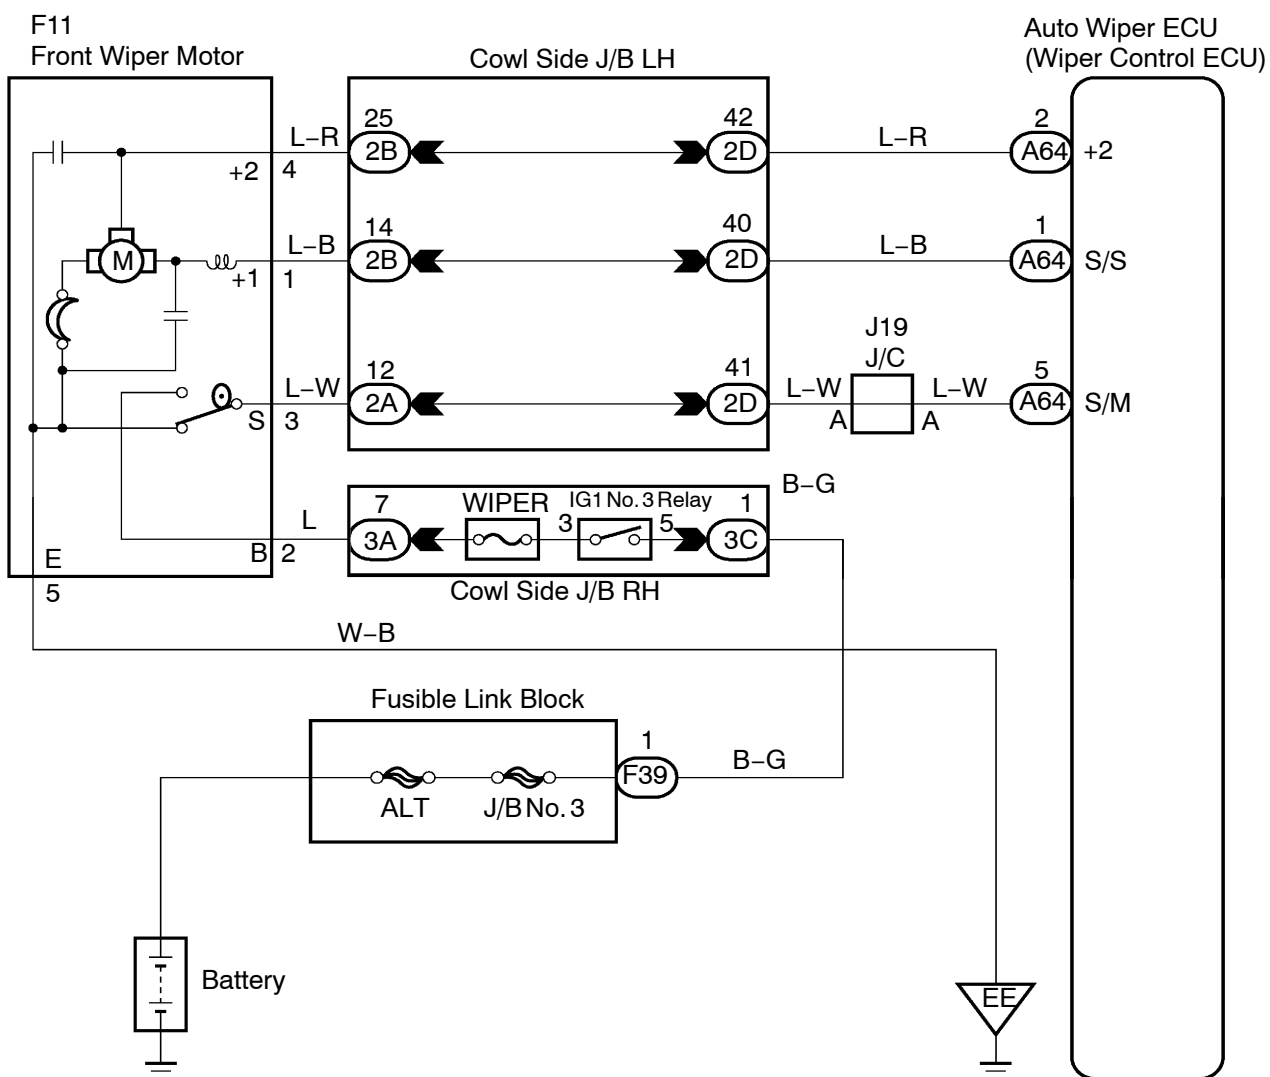 F11
Front Wiper Motor
Cowl Side J/B LH
Auto Wiper ECU
(Wiper Control ECU)
25
42
2
L−R
2B
2D
L−R
A64
+2
+2
4
14
40
1
L−B
2B
2D
L−B
A64
S/S
M
+1
1
J19
J/C
12
41
5
L−W
2A
2D
L−W
L−W
A64
S/M
S
3
A
A
B−G
7
WIPER
IG1 No. 3 Relay
1
L
3
5
3A
3C
B
2
E
5
Cowl Side J/B RH
W−B
Fusible Link Block
1
B−G
F39
ALT
J/B No. 3
Battery
EE